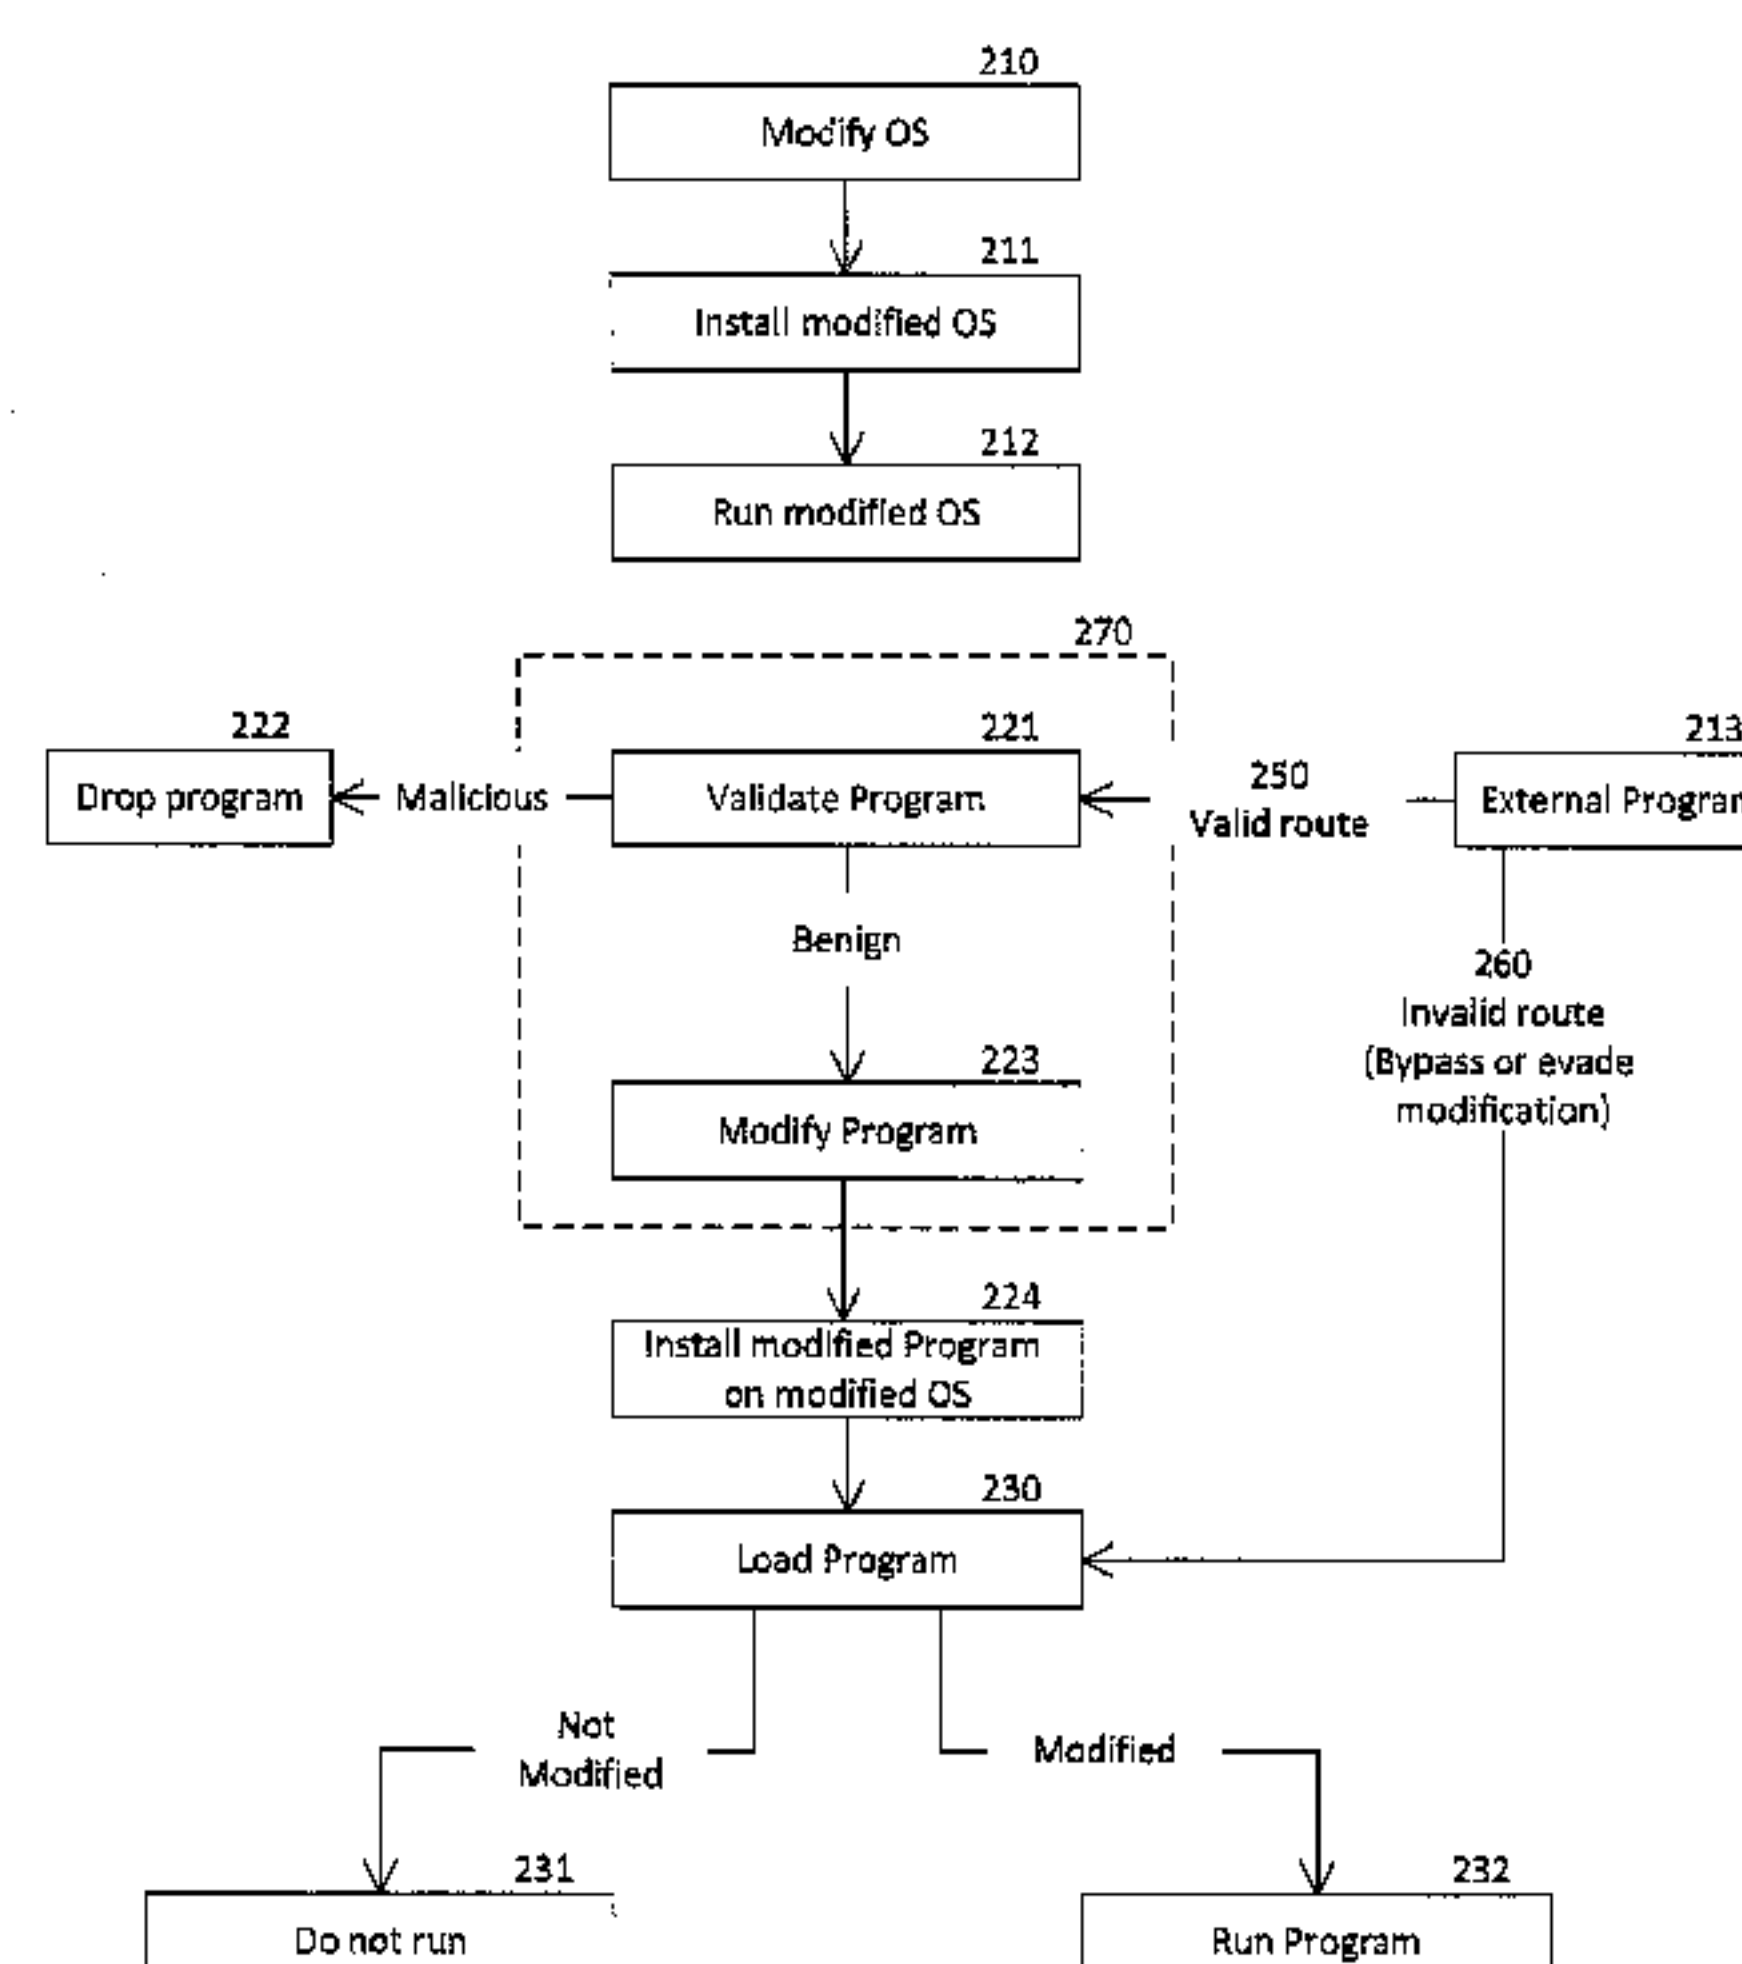 210
Modify OS
211
Install modified OS
212
Run modified OS
270
222
221
213
Drop program
Malicious
Validate Program
250
Valid route
External Program
Benign
260
Invalid route
(Bypass or evade
modification)
223
Modify Program
224
Install modified Program
on modified OS
230
Load Program
Not
Modified
Modified
231
232
Do not run
Run Program